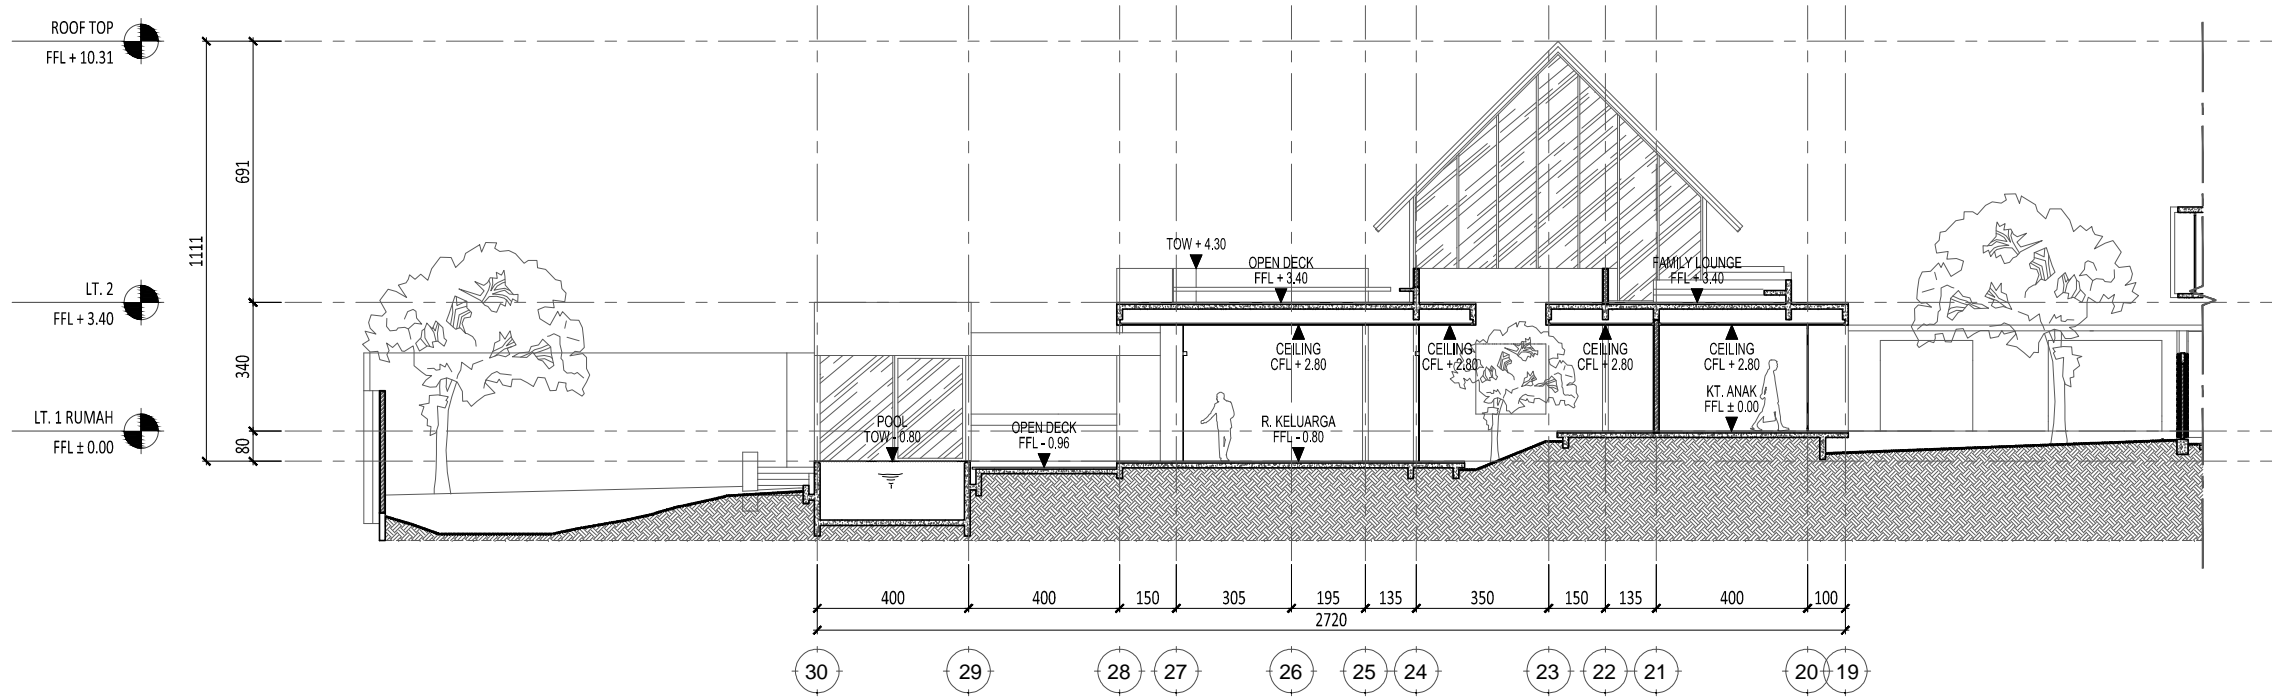 ROOF TOP
FFL + 10.31
691
1111
TOW + 4.30
OPEN DECK
FFL + 3.40
FAMILY LOUNGE
FFL + 3.40
LT. 2
FFL + 3.40
340
CEILING
CFL + 2.80
CEILING
CFL + 2.80
CEILING
CFL + 2.80
CEILING
CFL + 2.80
KT. ANAK
FFL ± 0.00
LT. 1 RUMAH
FFL ± 0.00
80
POOL
TOW - 0.80
OPEN DECK
FFL - 0.96
R. KELUARGA
FFL - 0.80
400 400 150 305 195 135 350 150 135 400 100
2720
30 29 28 27 26 25 24 23 22 21 20 19